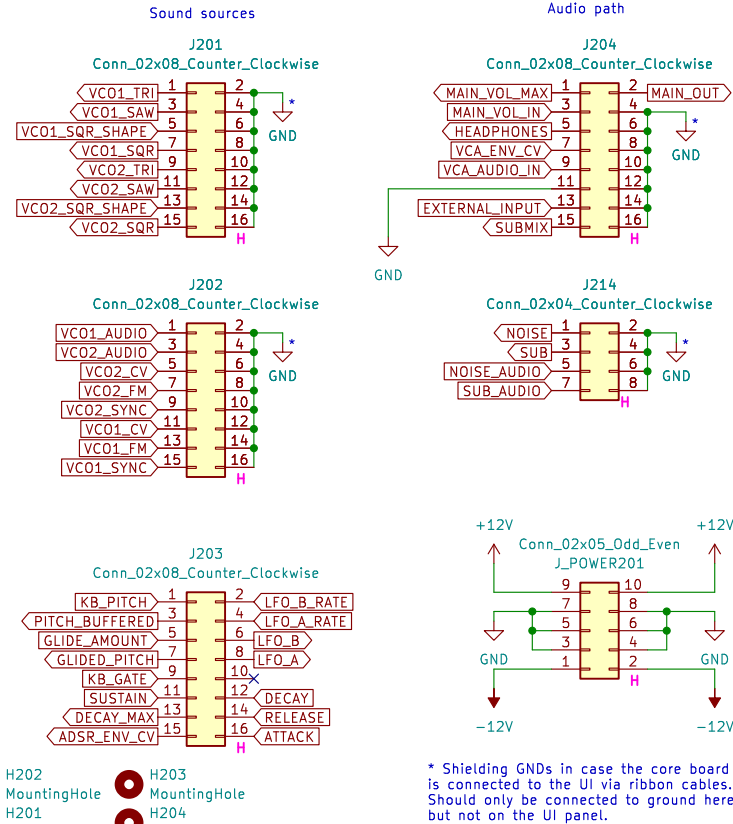 Sound sources
J201
Conn_02x08_Counter_Clockwise
VCO1_TRI 1 2
VCO1_SAW 3 4 *
VCO1_SQR_SHAPE 5 6 GND
VCO1_SQR 7 8
VCO2_TRI 9 10
VCO2_SAW 11 12
VCO2_SQR_SHAPE 13 14
VCO2_SQR 15 16
H
Audio path
J204
Conn_02x08_Counter_Clockwise
MAIN_VOL_MAX 1 2 MAIN_OUT
MAIN_VOL_IN 3 4 *
HEADPHONES 5 6
VCA_ENV_CV 7 8 GND
VCA_AUDIO_IN 9 10
11 12
EXTERNAL_INPUT 13 14
SUBMIX 15 16
H
GND
J202
Conn_02x08_Counter_Clockwise
VCO1_AUDIO 1 2 *
VCO2_AUDIO 3 4
VCO2_CV 5 6 GND
VCO2_FM 7 8
VCO2_SYNC 9 10
VCO1_CV 11 12
VCO1_FM 13 14
VCO1_SYNC 15 16
H
J214
Conn_02x04_Counter_Clockwise
NOISE 1 2 *
SUB 3 4
NOISE_AUDIO 5 6 GND
SUB_AUDIO 7 8
H
J203
Conn_02x08_Counter_Clockwise
KB_PITCH 1 2 LFO_B_RATE
PITCH_BUFFERED 3 4 LFO_A_RATE
GLIDE_AMOUNT 5 6 LFO_B
GLIDED_PITCH 7 8 LFO_A
KB_GATE 9 10
SUSTAIN 11 12 DECAY
DECAY_MAX 13 14 RELEASE
ADSR_ENV_CV 15 16 ATTACK
H
+12V +12V
Conn_02x05_Odd_Even
J_POWER201
9 10
7 8
5 6
GND 3 4 GND
1 2
H
-12V -12V
H202 H203
MountingHole MountingHole
H201 H204
* Shielding GNDs in case the core board
is connected to the UI via ribbon cables.
Should only be connected to ground here
but not on the UI panel.